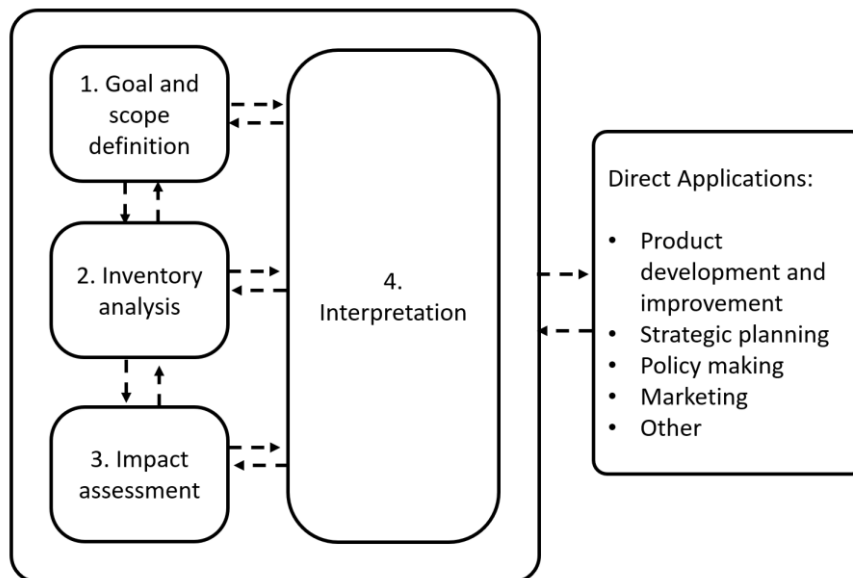 1. Goal and
scope
definition
2. Inventory
analysis
3. Impact
assessment
4.
Interpretation
Direct Applications:
• Product
development and
improvement
• Strategic planning
• Policy making
• Marketing
• Other